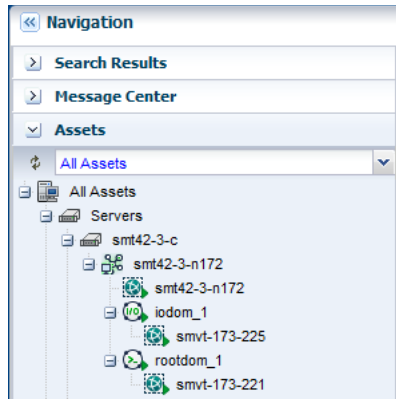 Navigation
Search Results
Message Center
Assets
All Assets
All Assets
Servers
smt42-3-c
smt42-3-n172
smt42-3-n172
I/O iodom_1
smvt-173-225
rootdom_1
smvt-173-221